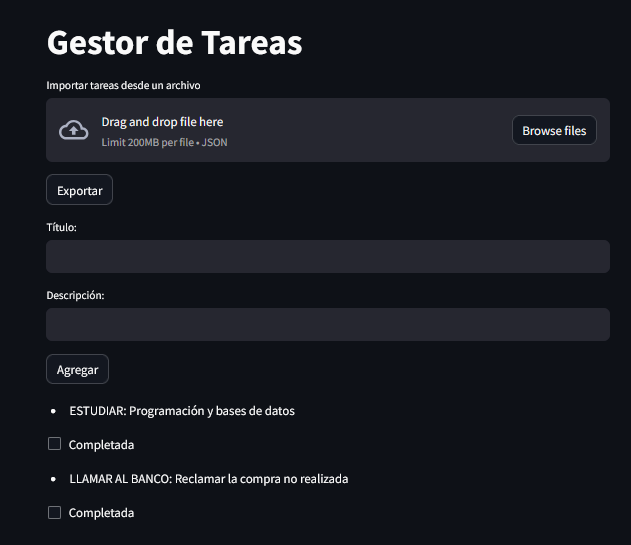 Gestor de Tareas
Importar tareas desde un archivo
Drag and drop file here
Limit 200MB per file • JSON
Browse files
Exportar
Título:
Descripción:
Agregar
• ESTUDIAR: Programación y bases de datos
Completada
• LLAMAR AL BANCO: Reclamar la compra no realizada
Completada